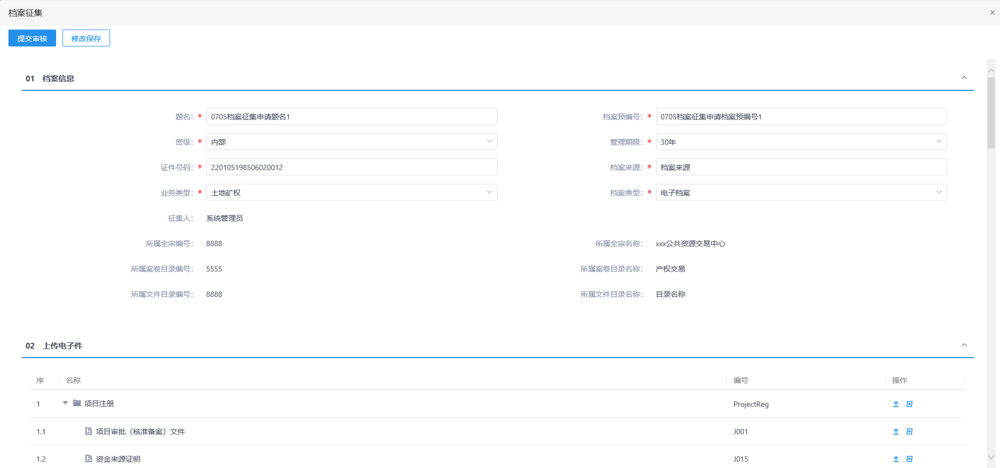 档案征集
提交审核 修改保存
01 档案信息
题名：* 0705档案征集申请题名1 档案预编号：* 0705档案征集申请档案预编号1
密级：* 内部 管理期限：* 30年
证件号码：* 220105198506020012 档案来源：* 档案来源
业务类型：* 土地矿权 档案类型：* 电子档案
征集人： 系统管理员
所属全宗编号： 8888 所属全宗名称： xxx公共资源交易中心
所属案卷目录编号： 5555 所属案卷目录名称： 产权交易
所属文件目录编号： 8888 所属文件目录名称： 目录名称
02 上传电子件
序 名称 编号 操作
1 项目注册 ProjectReg
1.1 项目审批（核准备案）文件 J001
1.2 资金来源证明 J015